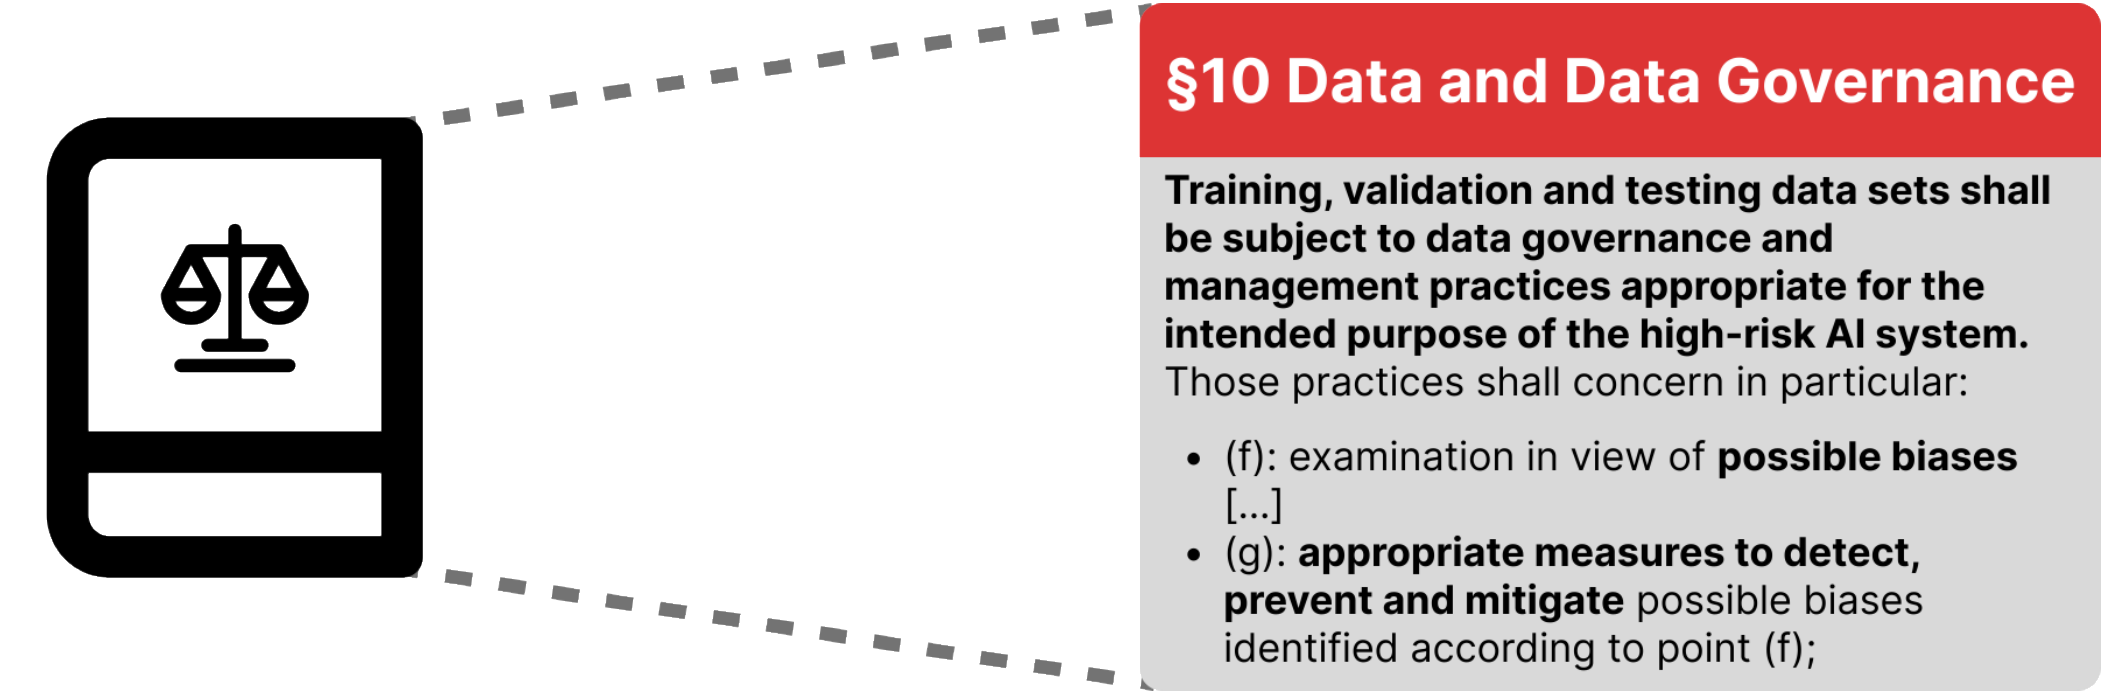 §10 Data and Data Governance
Training, validation and testing data sets shall
be subject to data governance and
management practices appropriate for the
intended purpose of the high-risk AI system.
Those practices shall concern in particular:
• (f): examination in view of possible biases
[...]
• (g): appropriate measures to detect,
prevent and mitigate possible biases
identified according to point (f);